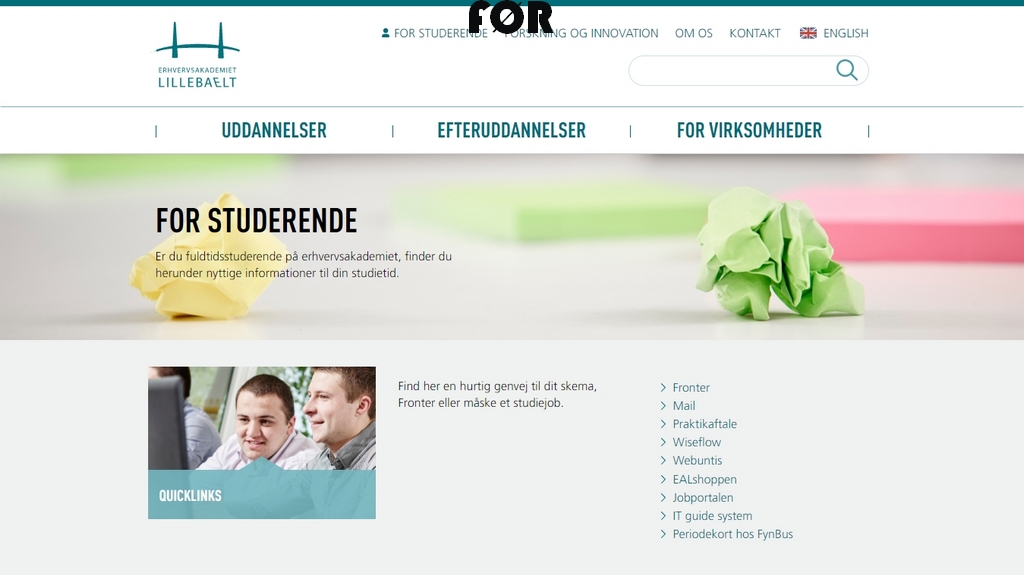 FØR
FOR STUDERENDE FORSKNING OG INNOVATION OM OS KONTAKT ENGLISH
ERHVERVSAKADEMIET
LILLEBÆLT
UDDANNELSER EFTERUDDANNELSER FOR VIRKSOMHEDER
FOR STUDERENDE
Er du fuldtidsstuderende på erhvervsakademiet, finder du
herunder nyttige informationer til din studietid.
QUICKLINKS
Find her en hurtig genvej til dit skema,
Fronter eller måske et studiejob.
Fronter
Mail
Praktikaftale
Wiseflow
Webuntis
EALshoppen
Jobportalen
IT guide system
Periodekort hos FynBus